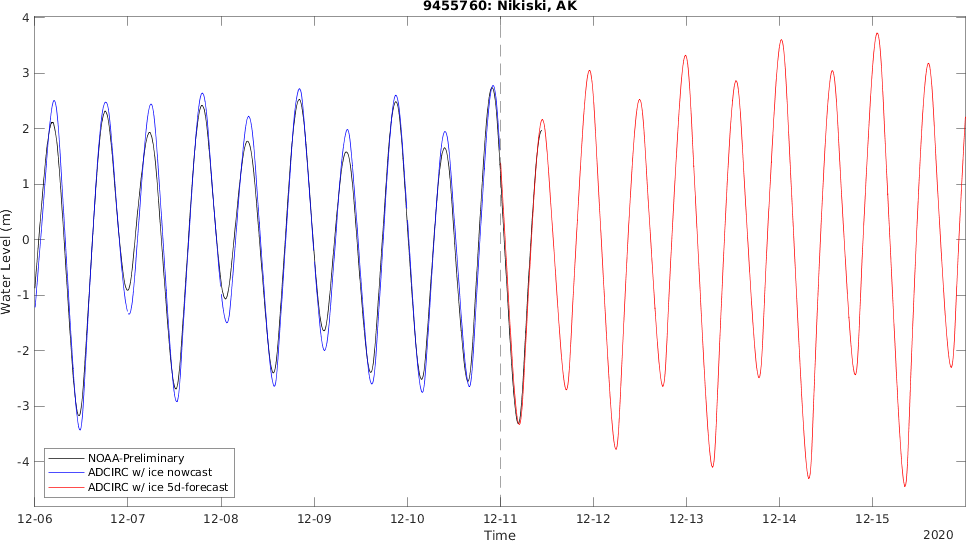 9455760: Nikiski, AK
4
3
2
1
0
-1
-2
-3
-4
Water Level (m)
NOAA-Preliminary
ADCIRC w/ ice nowcast
ADCIRC w/ ice 5d-forecast
12-06 12-07 12-08 12-09 12-10 12-11 12-12 12-13 12-14 12-15
Time
2020